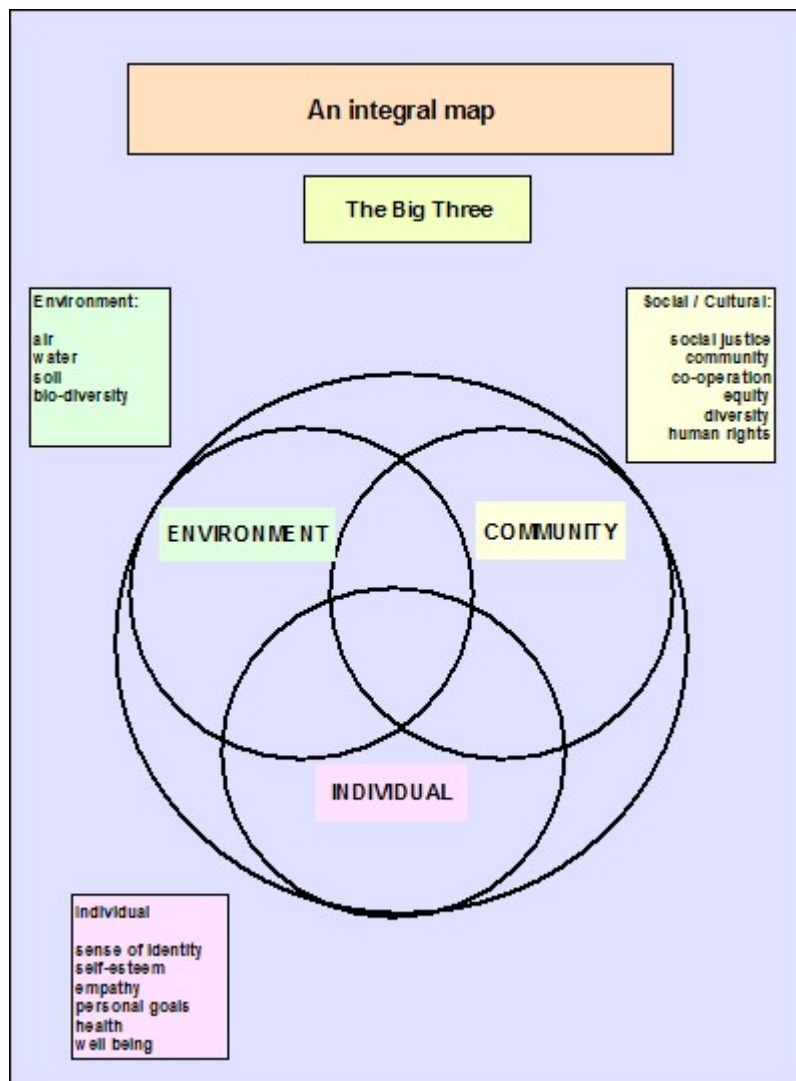 An integral map
The Big Three
Environment:
air
water
soil
bio-diversity
Social / Cultural:
social justice
community
co-operation
equity
diversity
human rights
ENVIRONMENT
COMMUNITY
INDIVIDUAL
Individual
sense of identity
self-esteem
empathy
personal goals
health
well being